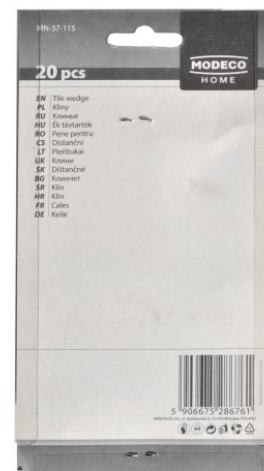 MN-37-115
MODECO
HOME
20 pcs
EN Tile wedge
PL Kliny
RU Клинья
HU Ék távtartók
RO Pene pentru
CS Distanční
LT Pleištukai
UK Клини
SK Dištančné
BG Клинчет
SR Klin
HR Klin
FR Cales
DE Keile
5 906675 286761